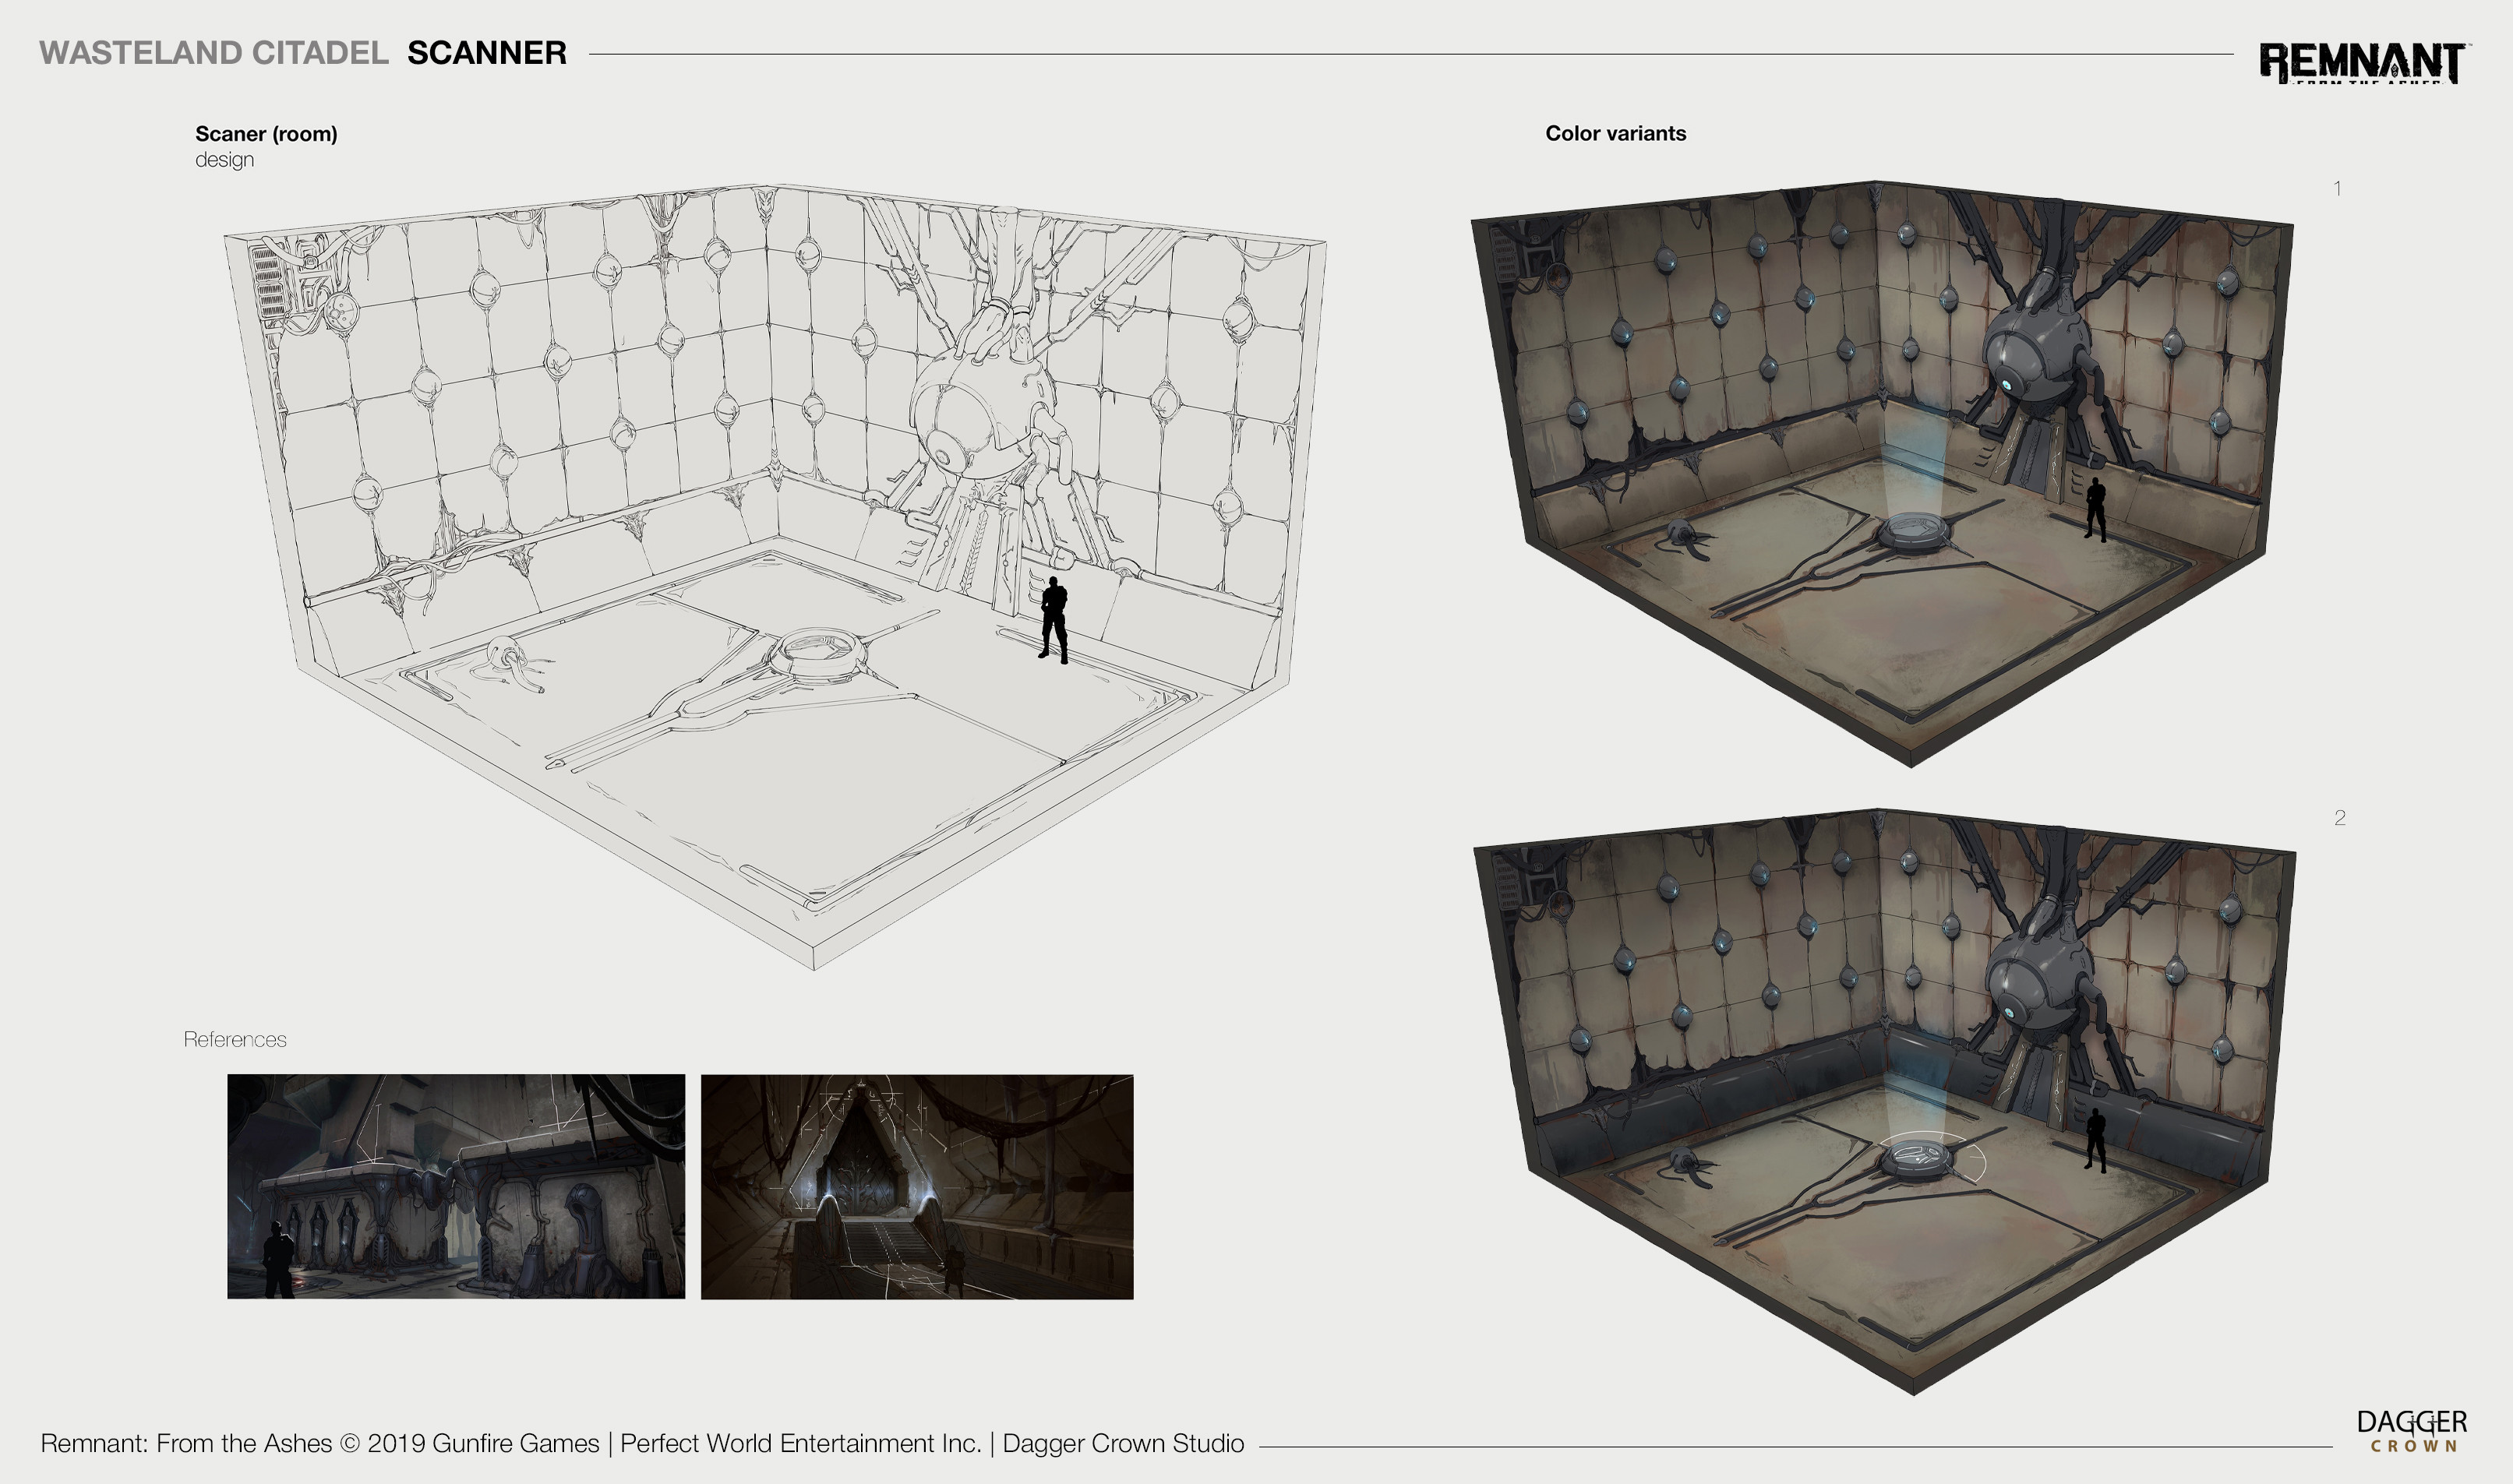 WASTELAND CITADEL SCANNER
REMNANT
FROM THE ASHES
Scaner (room)
design
Color variants
1
2
References
Remnant: From the Ashes © 2019 Gunfire Games | Perfect World Entertainment Inc. | Dagger Crown Studio
DAGGER
CROWN